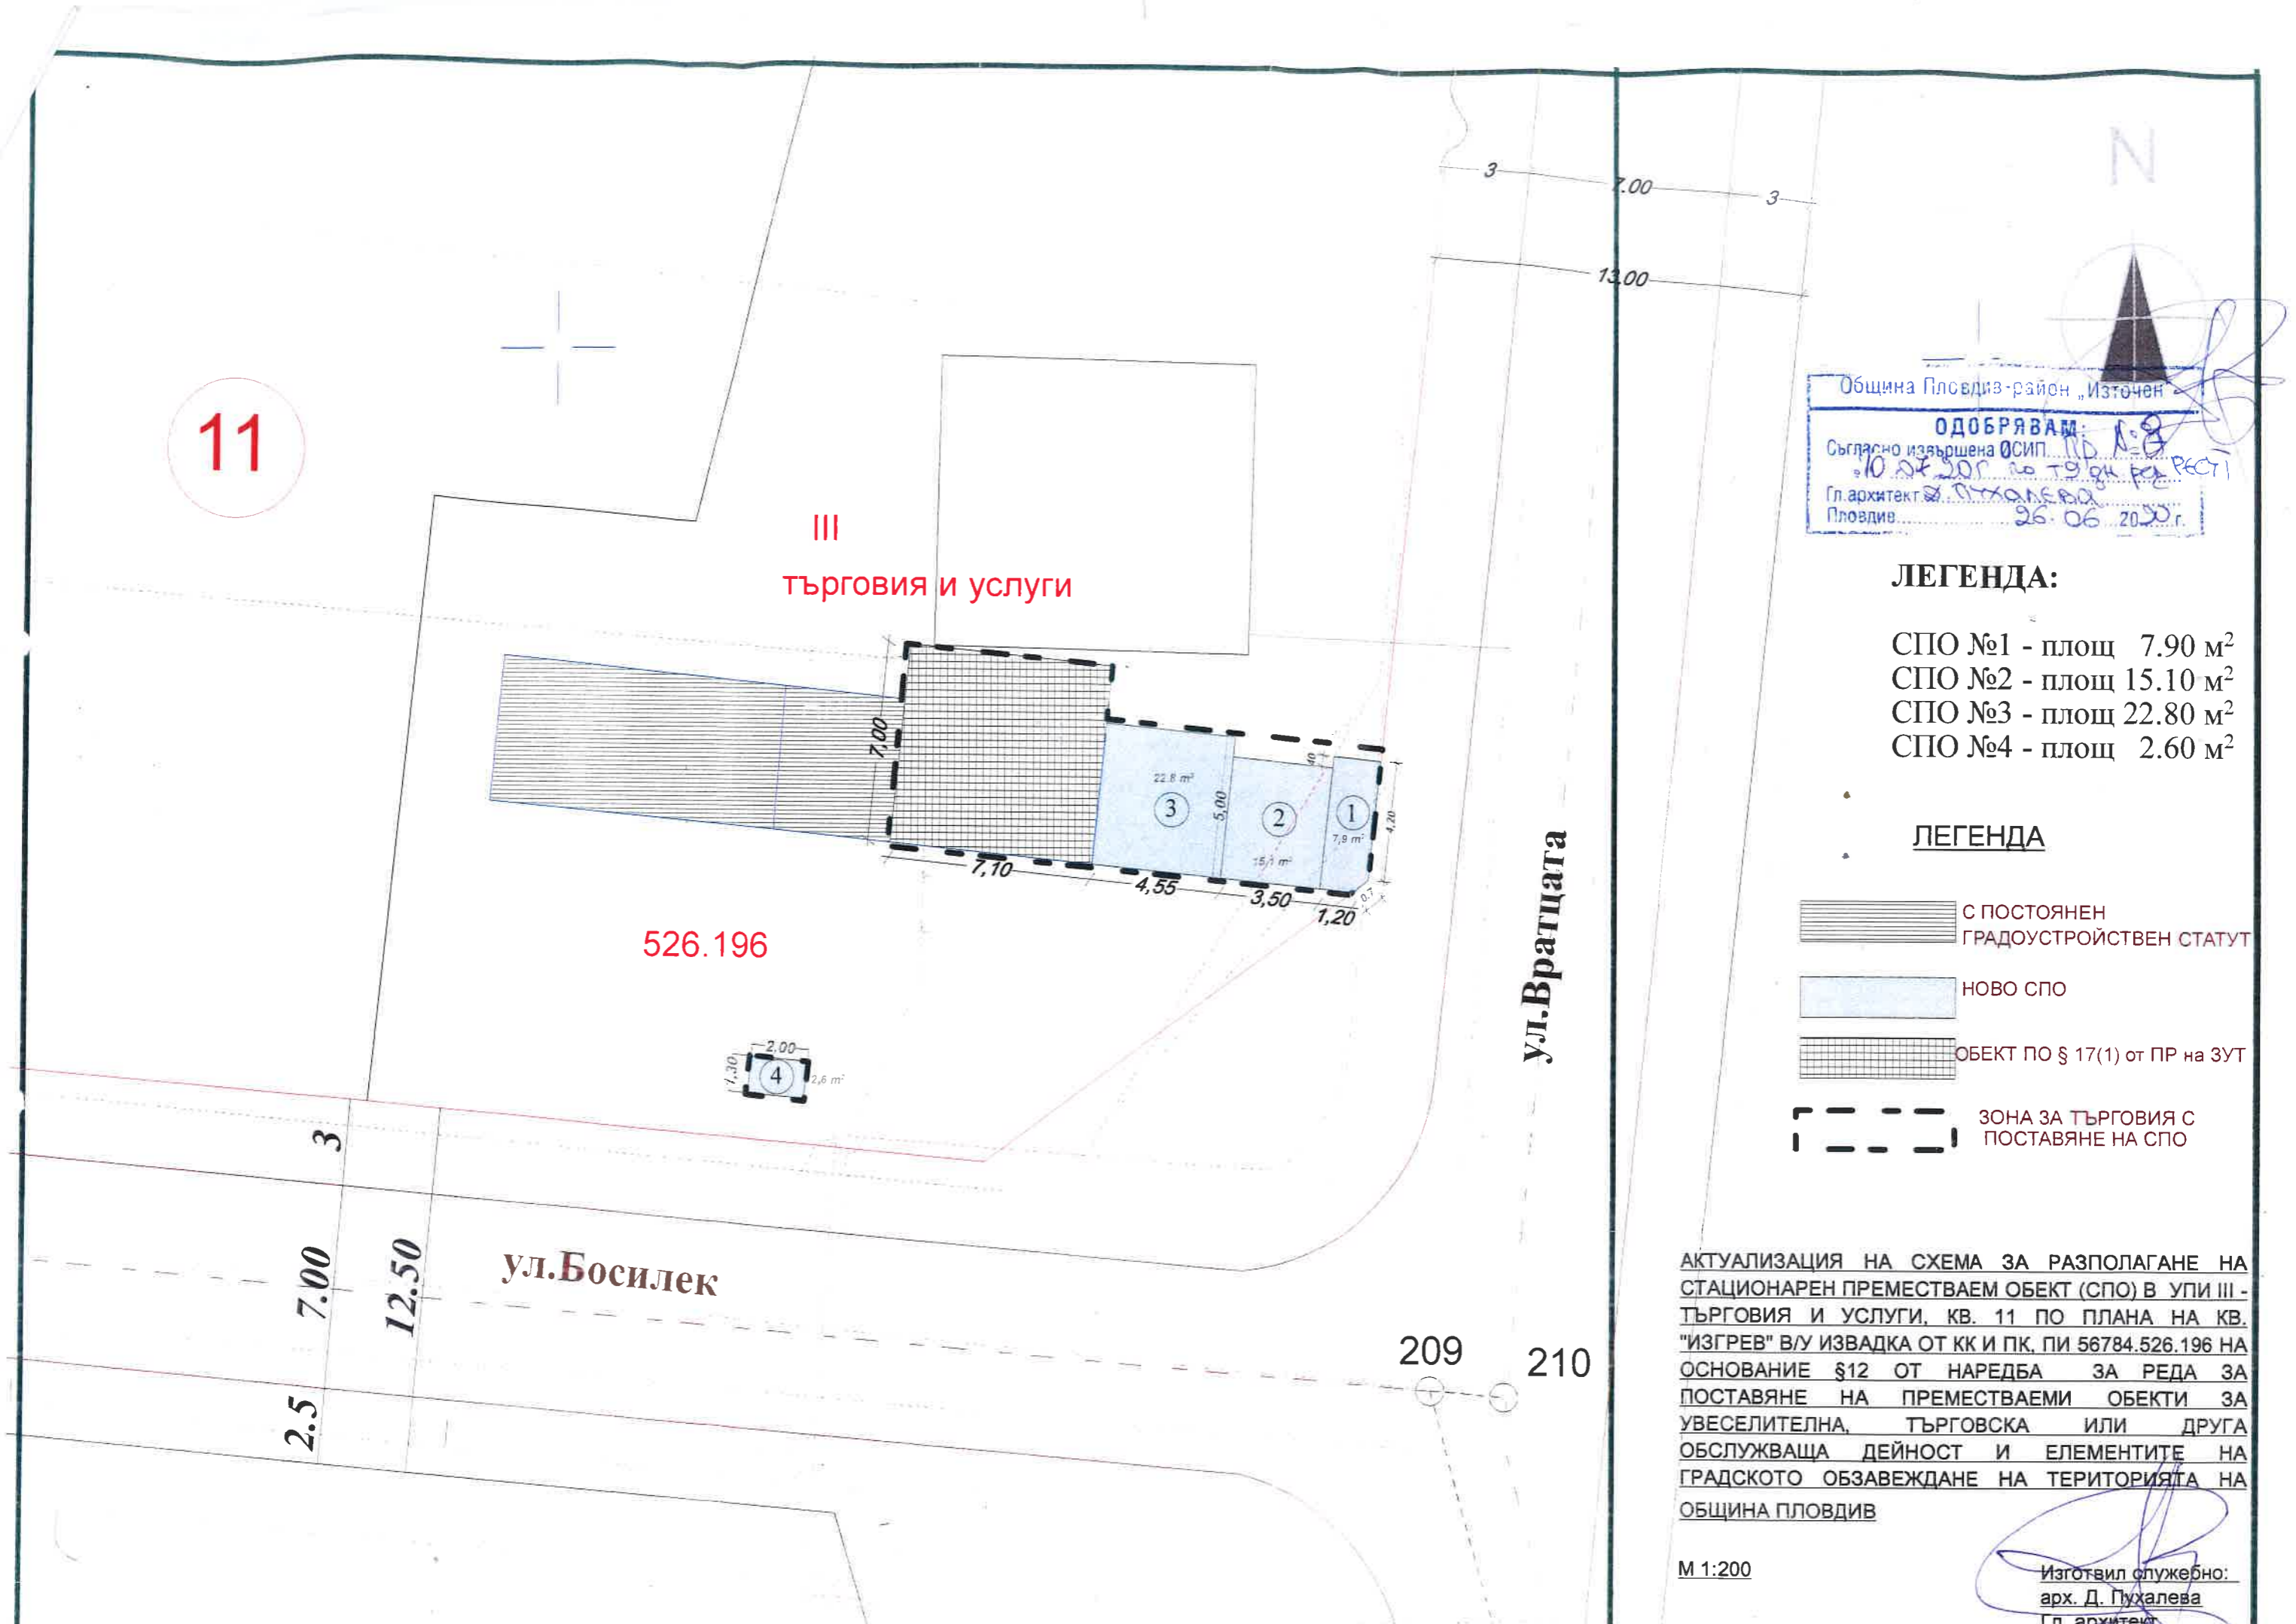 N
3
7.00
3
13.00
11
III
търговия и услуги
7,00
22.8 m²
3
5,00
40
2
15,1 m²
1
7,9 m²
4,20
7,10
4,55
3,50
1,20
0.7
526.196
2.00
1,30
4
2,6 m²
ул.Вратцата
3
7.00
12.50
2.5
ул.Босилек
209
210
Община Пловдив-район „Източен"
ОДОБРЯВАМ:
Съгласно извършена ОСИП
Гл.архитект Д. Пухалева
Пловдив 26. 06 2020 г.
ЛЕГЕНДА:
СПО №1 - площ 7.90 м²
СПО №2 - площ 15.10 м²
СПО №3 - площ 22.80 м²
СПО №4 - площ 2.60 м²
ЛЕГЕНДА
С ПОСТОЯНЕН
ГРАДОУСТРОЙСТВЕН СТАТУТ
НОВО СПО
ОБЕКТ ПО § 17(1) от ПР на ЗУТ
ЗОНА ЗА ТЪРГОВИЯ С
ПОСТАВЯНЕ НА СПО
АКТУАЛИЗАЦИЯ НА СХЕМА ЗА РАЗПОЛАГАНЕ НА
СТАЦИОНАРЕН ПРЕМЕСТВАЕМ ОБЕКТ (СПО) В УПИ III -
ТЪРГОВИЯ И УСЛУГИ, КВ. 11 ПО ПЛАНА НА КВ.
"ИЗГРЕВ" В/У ИЗВАДКА ОТ КК И ПК, ПИ 56784.526.196 НА
ОСНОВАНИЕ §12 ОТ НАРЕДБА ЗА РЕДА ЗА
ПОСТАВЯНЕ НА ПРЕМЕСТВАЕМИ ОБЕКТИ ЗА
УВЕСЕЛИТЕЛНА, ТЪРГОВСКА ИЛИ ДРУГА
ОБСЛУЖВАЩА ДЕЙНОСТ И ЕЛЕМЕНТИТЕ НА
ГРАДСКОТО ОБЗАВЕЖДАНЕ НА ТЕРИТОРИЯТА НА
ОБЩИНА ПЛОВДИВ
М 1:200
Изготвил служебно:
арх. Д. Пухалева
Гл. архитект